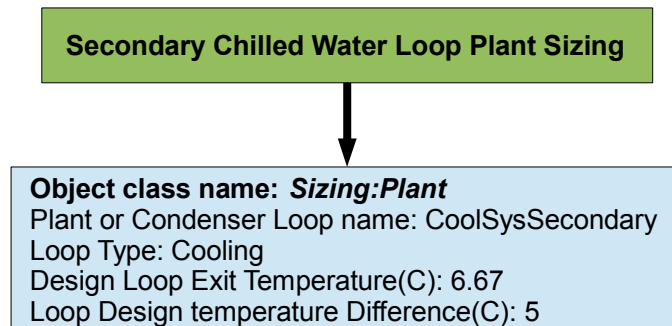 Secondary Chilled Water Loop Plant Sizing
Object class name: Sizing:Plant
Plant or Condenser Loop name: CoolSysSecondary
Loop Type: Cooling
Design Loop Exit Temperature(C): 6.67
Loop Design temperature Difference(C): 5